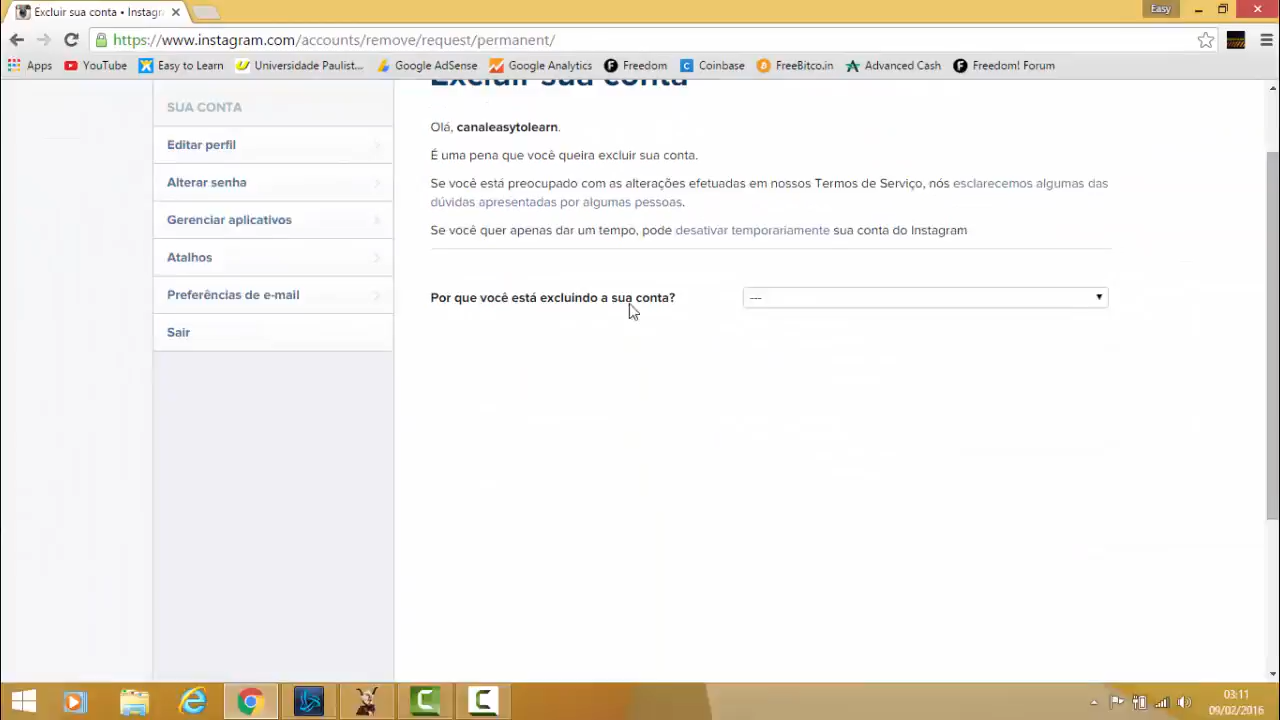 Excluir sua conta • Instagr
Easy
https://www.instagram.com/accounts/remove/request/permanent/
Apps YouTube Easy to Learn Universidade Paulist... Google AdSense Google Analytics Freedom Coinbase FreeBitco.in Advanced Cash Freedom! Forum
Excluir sua conta
SUA CONTA
Editar perfil
Alterar senha
Gerenciar aplicativos
Atalhos
Preferências de e-mail
Sair
Olá, canaleasytolearn.
É uma pena que você queira excluir sua conta.
Se você está preocupado com as alterações efetuadas em nossos Termos de Serviço, nós esclarecemos algumas das
dúvidas apresentadas por algumas pessoas.
Se você quer apenas dar um tempo, pode desativar temporariamente sua conta do Instagram
Por que você está excluindo a sua conta? ---
03:11
09/02/2016